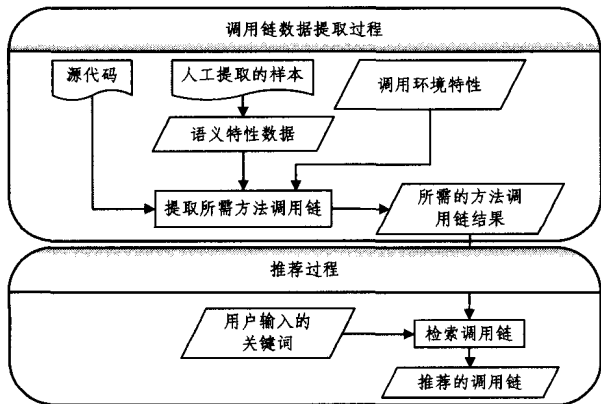 调用链数据提取过程
源代码
人工提取的样本
调用环境特性
语义特性数据
提取所需方法调用链
所需的方法调
用链结果
推荐过程
用户输入的
关键词
检索调用链
推荐的调用链